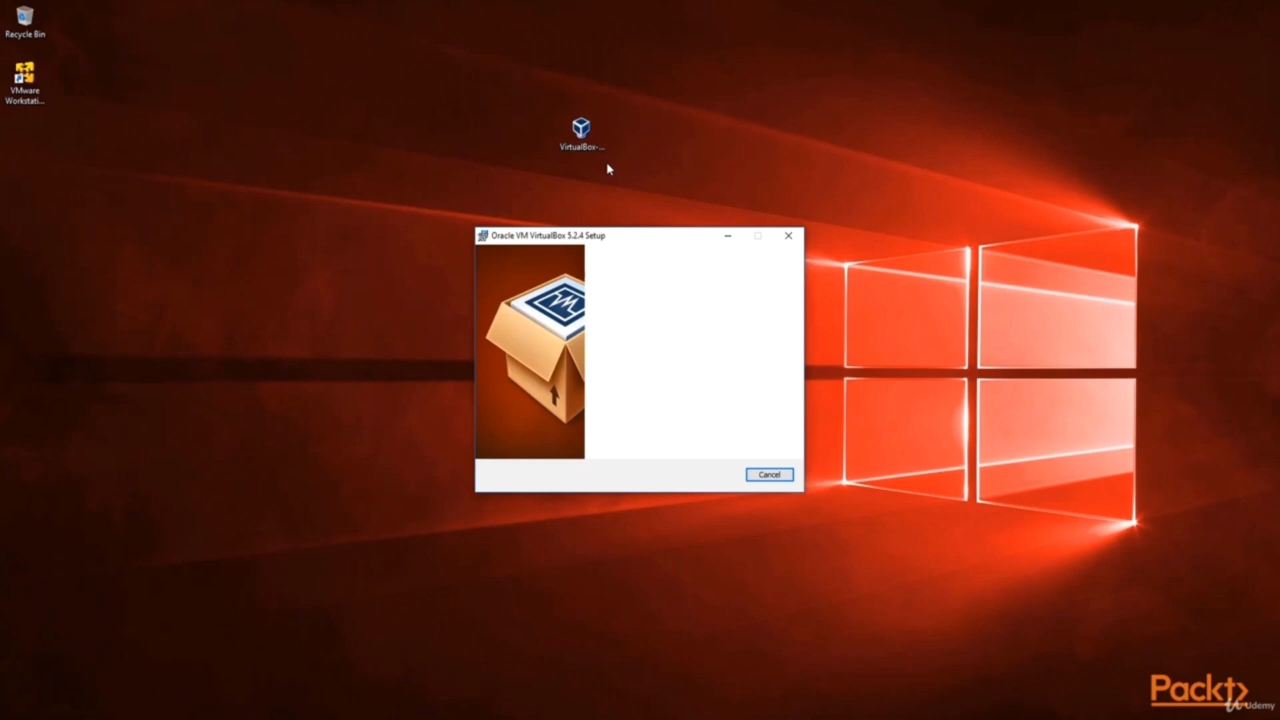 Recycle Bin
VMware
Workstati...
VirtualBox-...
Oracle VM VirtualBox 5.2.4 Setup
Cancel
Packt
Udemy